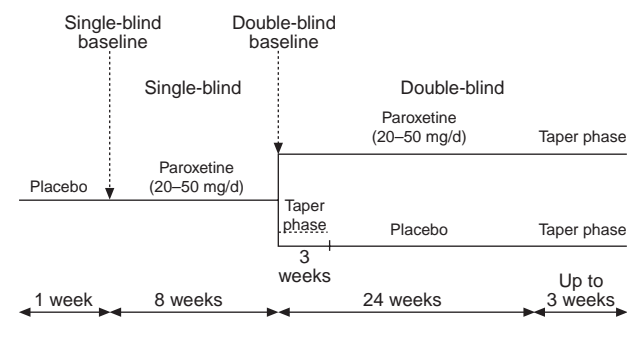 Single-blind
baseline
Double-blind
baseline
Single-blind
Double-blind
Paroxetine
(20–50 mg/d)
Taper phase
Placebo
Paroxetine
(20–50 mg/d)
Taper
phase
Placebo
Taper phase
3
weeks
1 week
8 weeks
24 weeks
Up to
3 weeks